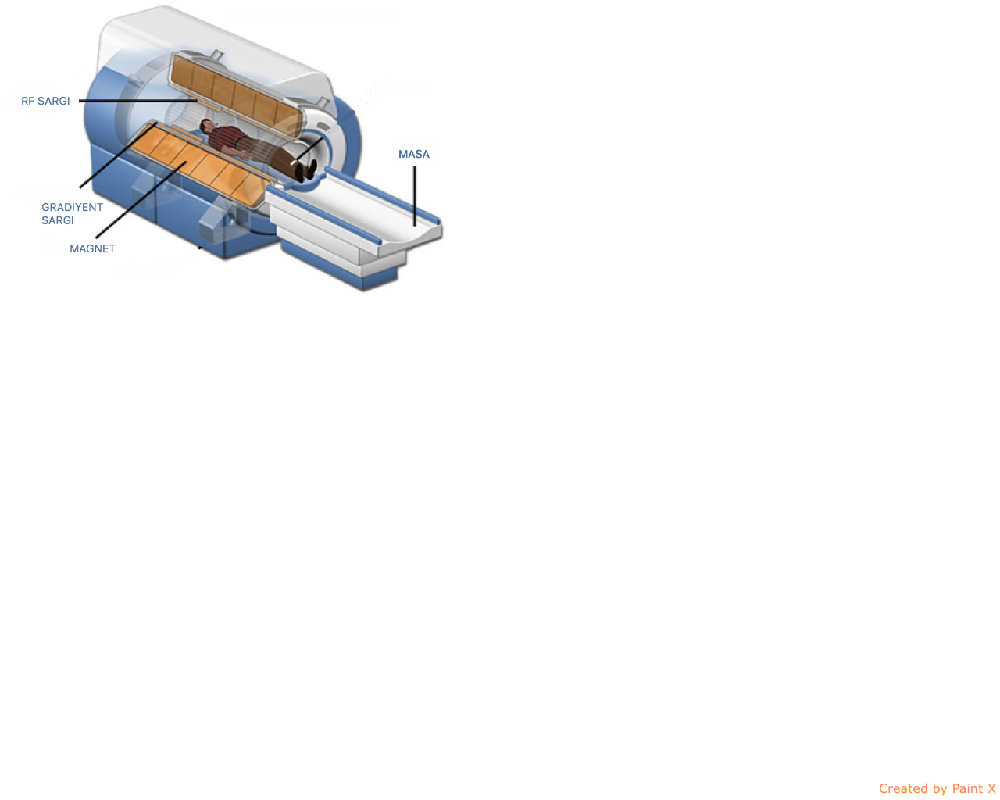 RF SARGI
MASA
GRADİYENT
SARGI
MAGNET
Created by Paint X